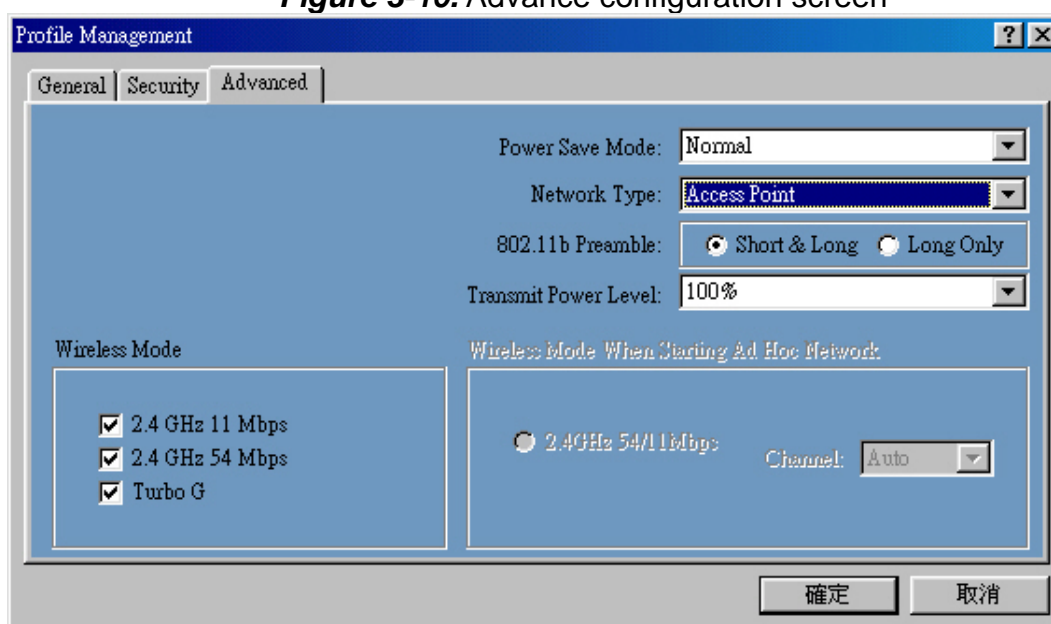 Advance configuration screen
Profile Management
General Security Advanced
Power Save Mode: Normal
Network Type: Access Point
802.11b Preamble: Short & Long Long Only
Transmit Power Level: 100%
Wireless Mode
2.4 GHz 11 Mbps
2.4 GHz 54 Mbps
Turbo G
Wireless Mode When Starting Ad Hoc Network
2.4GHz 54/11Mbps
Channel: Auto
確定 取消